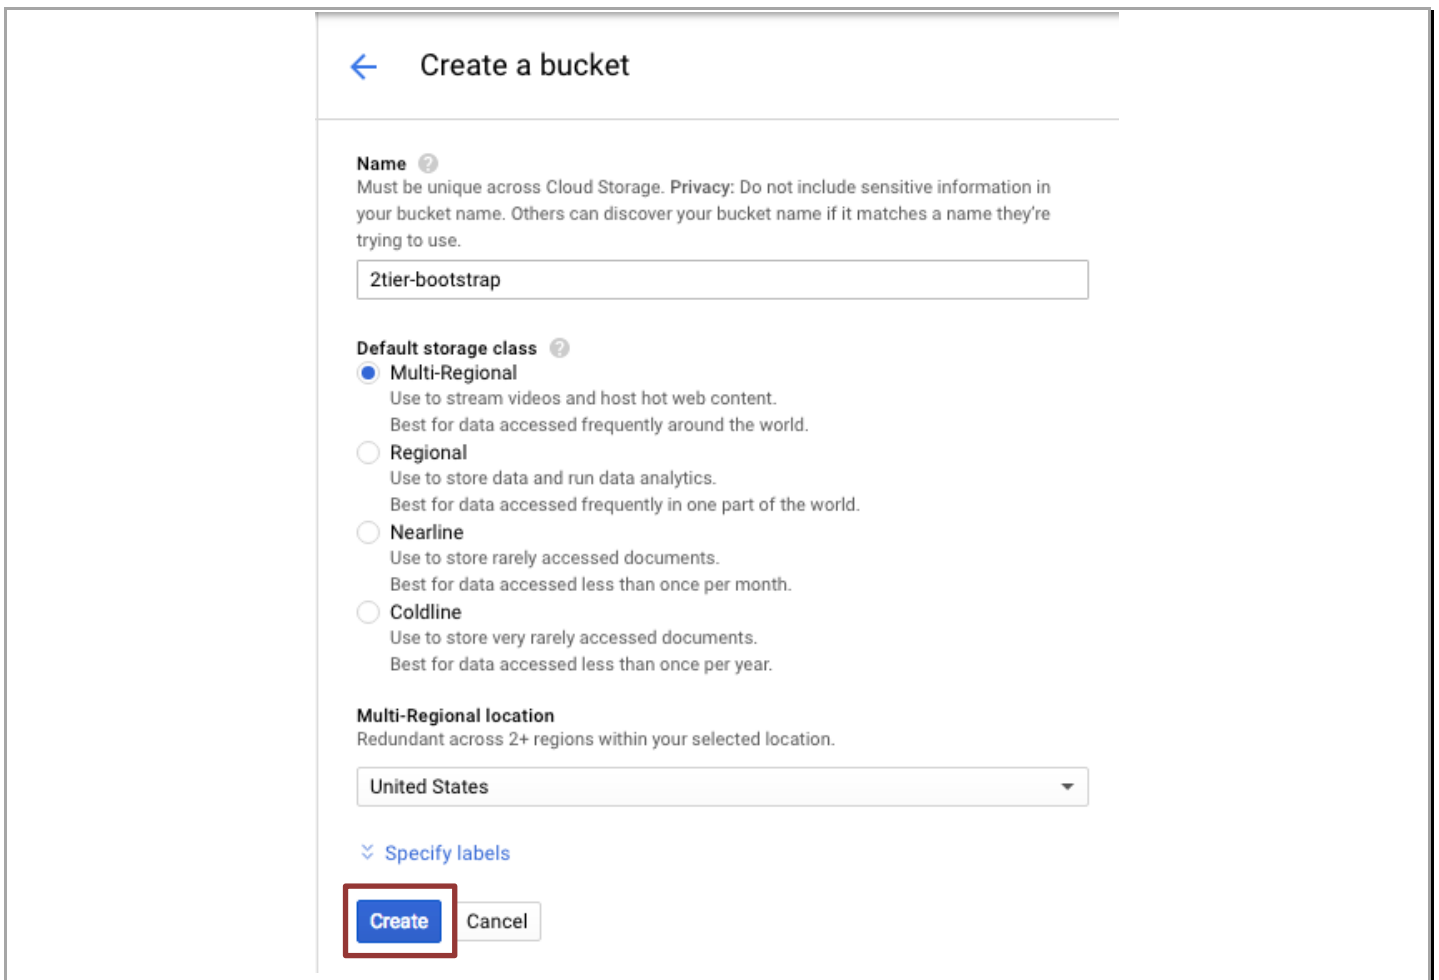 Create a bucket
Name
Must be unique across Cloud Storage. Privacy: Do not include sensitive information in
your bucket name. Others can discover your bucket name if it matches a name they're
trying to use.
2tier-bootstrap
Default storage class
Multi-Regional
Use to stream videos and host hot web content.
Best for data accessed frequently around the world.
Regional
Use to store data and run data analytics.
Best for data accessed frequently in one part of the world.
Nearline
Use to store rarely accessed documents.
Best for data accessed less than once per month.
Coldline
Use to store very rarely accessed documents.
Best for data accessed less than once per year.
Multi-Regional location
Redundant across 2+ regions within your selected location.
United States
Specify labels
Create Cancel